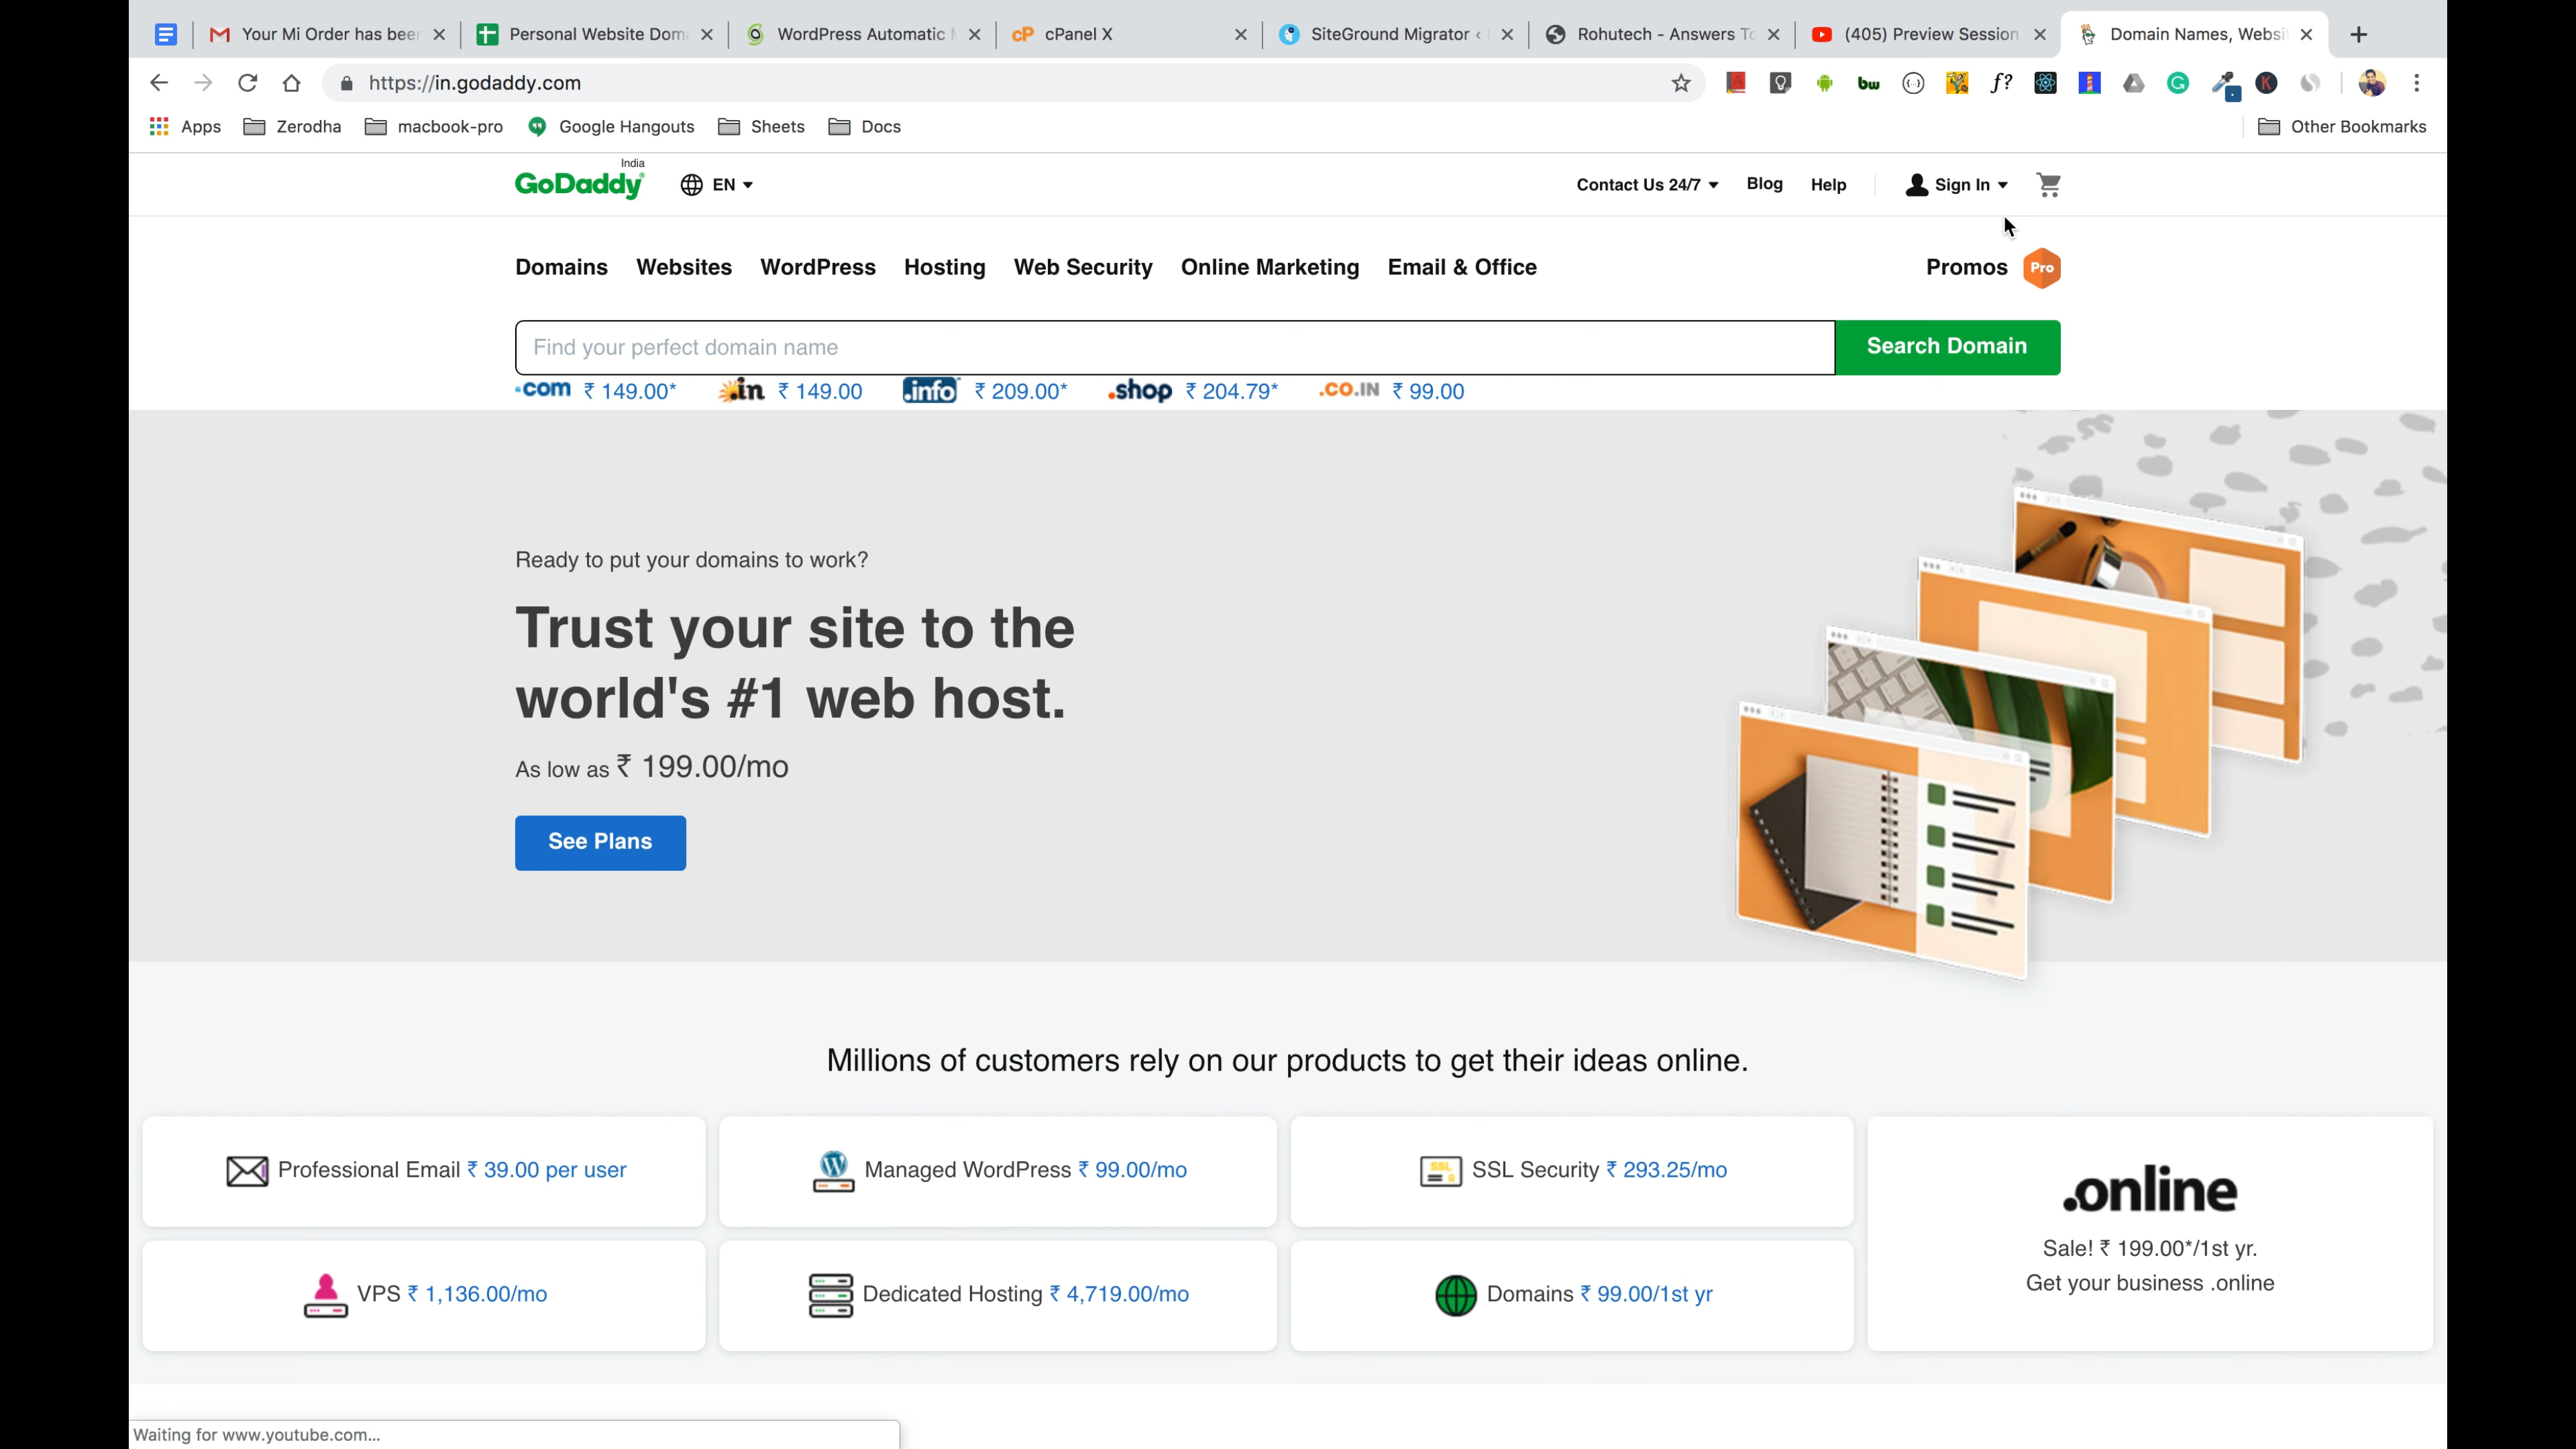 Your Mi Order has been
Personal Website Dom
WordPress Automatic
cP cPanel X
SiteGround Migrator ‹
Rohutech - Answers To
(405) Preview Session
Domain Names, Websi
https://in.godaddy.com
bw
f?
K
Apps Zerodha macbook-pro Google Hangouts Sheets Docs Other Bookmarks
India
GoDaddy EN Contact Us 24/7 Blog Help Sign In
Domains Websites WordPress Hosting Web Security Online Marketing Email & Office Promos Pro
Find your perfect domain name Search Domain
.com ₹ 149.00* .in ₹ 149.00 .info ₹ 209.00* .shop ₹ 204.79* .CO.IN ₹ 99.00
Ready to put your domains to work?
Trust your site to the
world's #1 web host.
As low as ₹ 199.00/mo
See Plans
Millions of customers rely on our products to get their ideas online.
Professional Email ₹ 39.00 per user
Managed WordPress ₹ 99.00/mo
SSL SSL Security ₹ 293.25/mo
.online
Sale! ₹ 199.00*/1st yr.
Get your business .online
VPS ₹ 1,136.00/mo
Dedicated Hosting ₹ 4,719.00/mo
Domains ₹ 99.00/1st yr
Waiting for www.youtube.com...